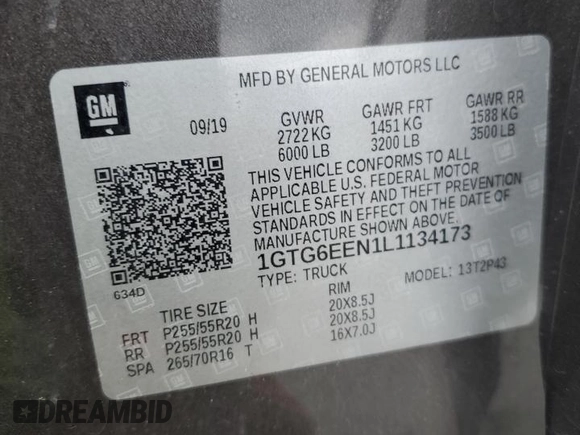 MFD BY GENERAL MOTORS LLC
GM
09/19
GVWR GAWR FRT GAWR RR
2722 KG 1451 KG 1588 KG
6000 LB 3200 LB 3500 LB
THIS VEHICLE CONFORMS TO ALL
APPLICABLE U.S. FEDERAL MOTOR
VEHICLE SAFETY AND THEFT PREVENTION
STANDARDS IN EFFECT ON THE DATE OF
MANUFACTURE SHOWN ABOVE.
1GTG6EEN1L1134173
TYPE: TRUCK MODEL: 13T2P43
634D
TIRE SIZE RIM
FRT P255/55R20 H 20X8.5J
RR P255/55R20 H 20X8.5J
SPA 265/70R16 T 16X7.0J
DREAMBID